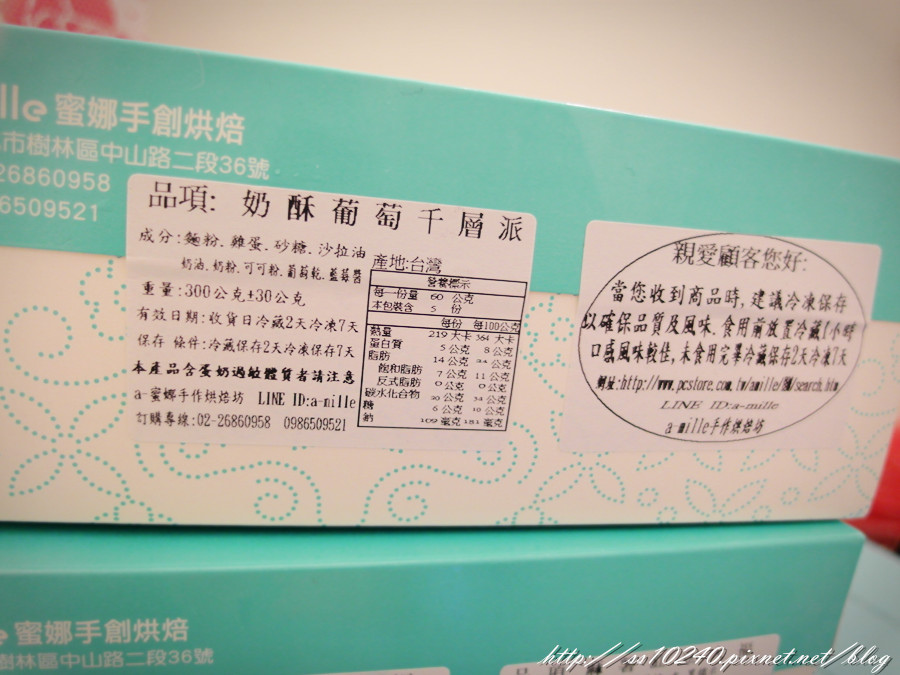 lle 蜜娜手創烘焙
市樹林區中山路二段36號
26860958
6509521
品項: 奶酥葡萄千層派
成分:麵粉、雞蛋、砂糖、沙拉油
奶油、奶粉、可可粉、葡萄乾、藍莓醬
重量:300公克±30公克
有效日期:收貨日冷藏2天冷凍7天
保存 條件:冷藏保存2天冷凍保存7天
本產品含蛋奶過敏體質者請注意
a-蜜娜手作烘焙坊 LINE ID:a-mille
訂購專線:02-26860958 0986509521
產地:台灣
營養標示
每一份量 60 公克
本包裝含 5 份
每份 每100公克
熱量 219 大卡 364 大卡
蛋白質 5 公克 8 公克
脂肪 14 公克 公克
飽和脂肪 7 公克 11 公克
反式脂肪 0 公克 0 公克
碳水化合物 公克 公克
糖 6 公克 10 公克
鈉 109 毫克 181 毫克
親愛顧客您好:
當您收到商品時,建議冷凍保存
以確保品質及風味,食用前放置冷藏1小時
口感風味較佳,未食用完畢冷藏保存2天冷凍7天
網址:http://www.pcstore.com.tw/amille/
LINE ID:a-mille
a-mille手作烘焙坊
e 蜜娜手創烘焙
樹林區中山路二段36號
http://ss10240.pixnet.net/blog